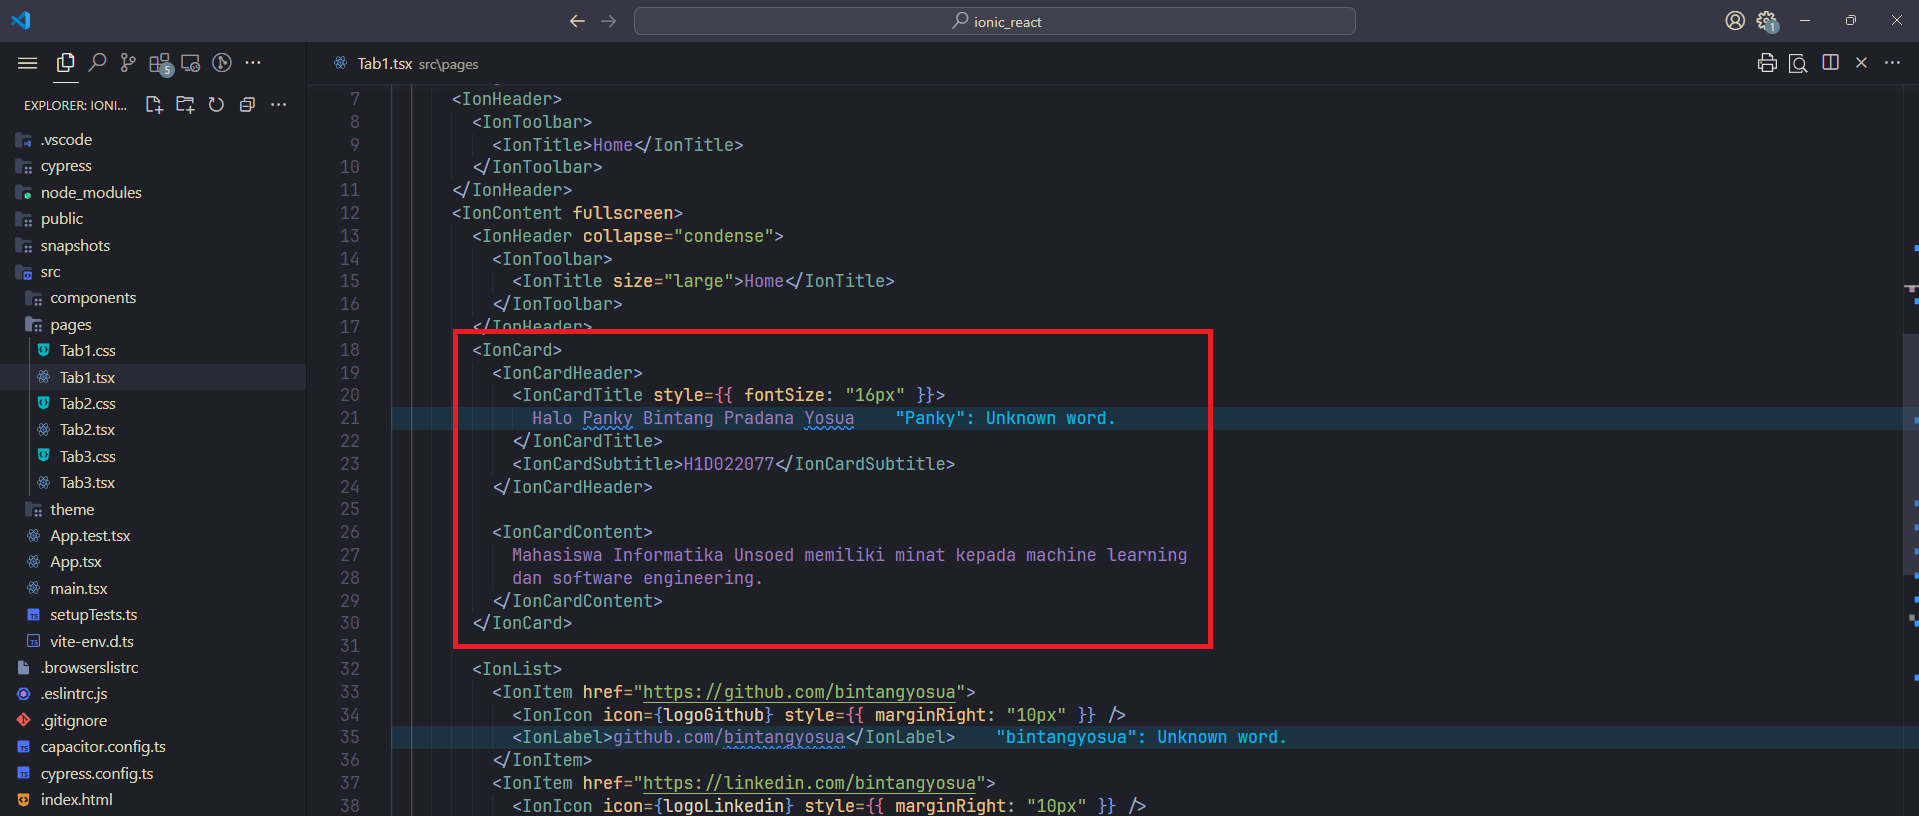 ionic_react
1
5
Tab1.tsx src\pages
EXPLORER: IONI...
.vscode
cypress
node_modules
public
snapshots
src
components
pages
Tab1.css
Tab1.tsx
Tab2.css
Tab2.tsx
Tab3.css
Tab3.tsx
theme
App.test.tsx
App.tsx
main.tsx
setupTests.ts
vite-env.d.ts
.browserslistrc
.eslintrc.js
.gitignore
capacitor.config.ts
cypress.config.ts
index.html
7 <IonHeader>
8 <IonToolbar>
9 <IonTitle>Home</IonTitle>
10 </IonToolbar>
11 </IonHeader>
12 <IonContent fullscreen>
13 <IonHeader collapse="condense">
14 <IonToolbar>
15 <IonTitle size="large">Home</IonTitle>
16 </IonToolbar>
17 </IonHeader>
18 <IonCard>
19 <IonCardHeader>
20 <IonCardTitle style={{ fontSize: "16px" }}>
21 Halo Panky Bintang Pradana Yosua "Panky": Unknown word.
22 </IonCardTitle>
23 <IonCardSubtitle>H1D022077</IonCardSubtitle>
24 </IonCardHeader>
25
26 <IonCardContent>
27 Mahasiswa Informatika Unsoed memiliki minat kepada machine learning
28 dan software engineering.
29 </IonCardContent>
30 </IonCard>
31
32 <IonList>
33 <IonItem href="https://github.com/bintangyosua">
34 <IonIcon icon={logoGithub} style={{ marginRight: "10px" }} />
35 <IonLabel>github.com/bintangyosua</IonLabel> "bintangyosua": Unknown word.
36 </IonItem>
37 <IonItem href="https://linkedin.com/bintangyosua">
38 <IonIcon icon={logoLinkedin} style={{ marginRight: "10px" }} />